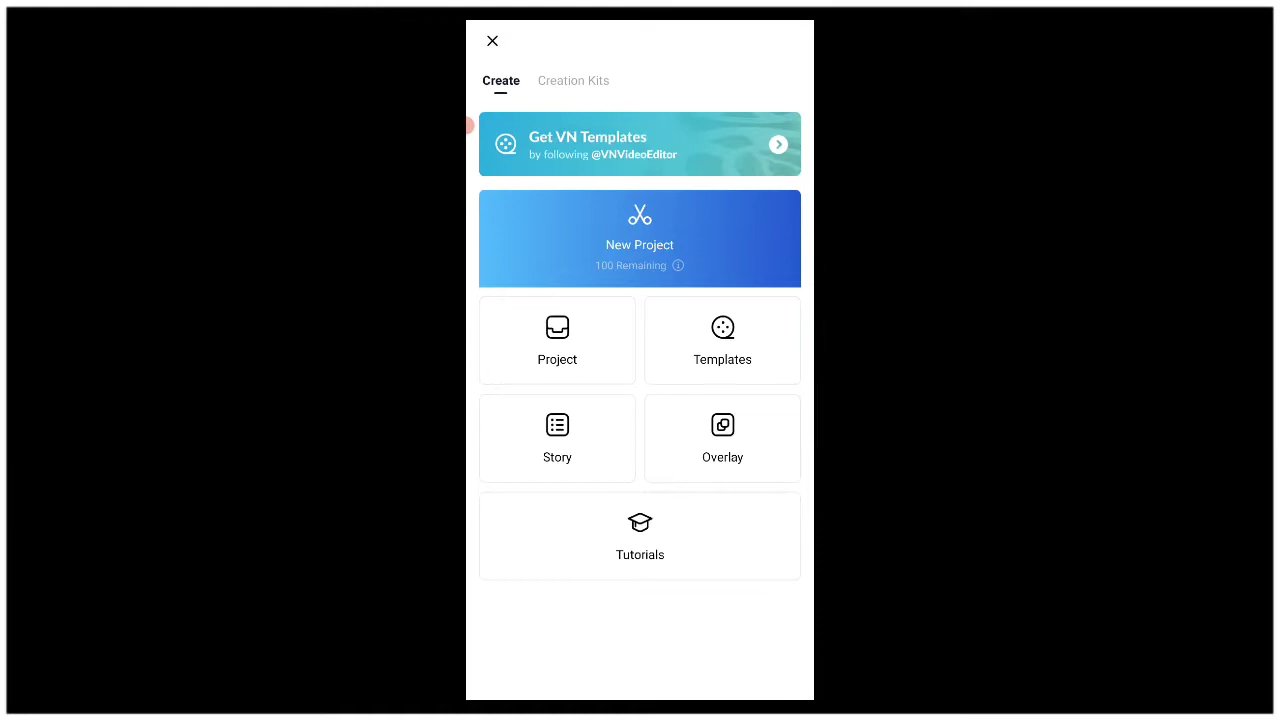 Create
Creation Kits
Get VN Templates
by following @VNVideoEditor
New Project
100 Remaining
Project
Templates
Story
Overlay
Tutorials